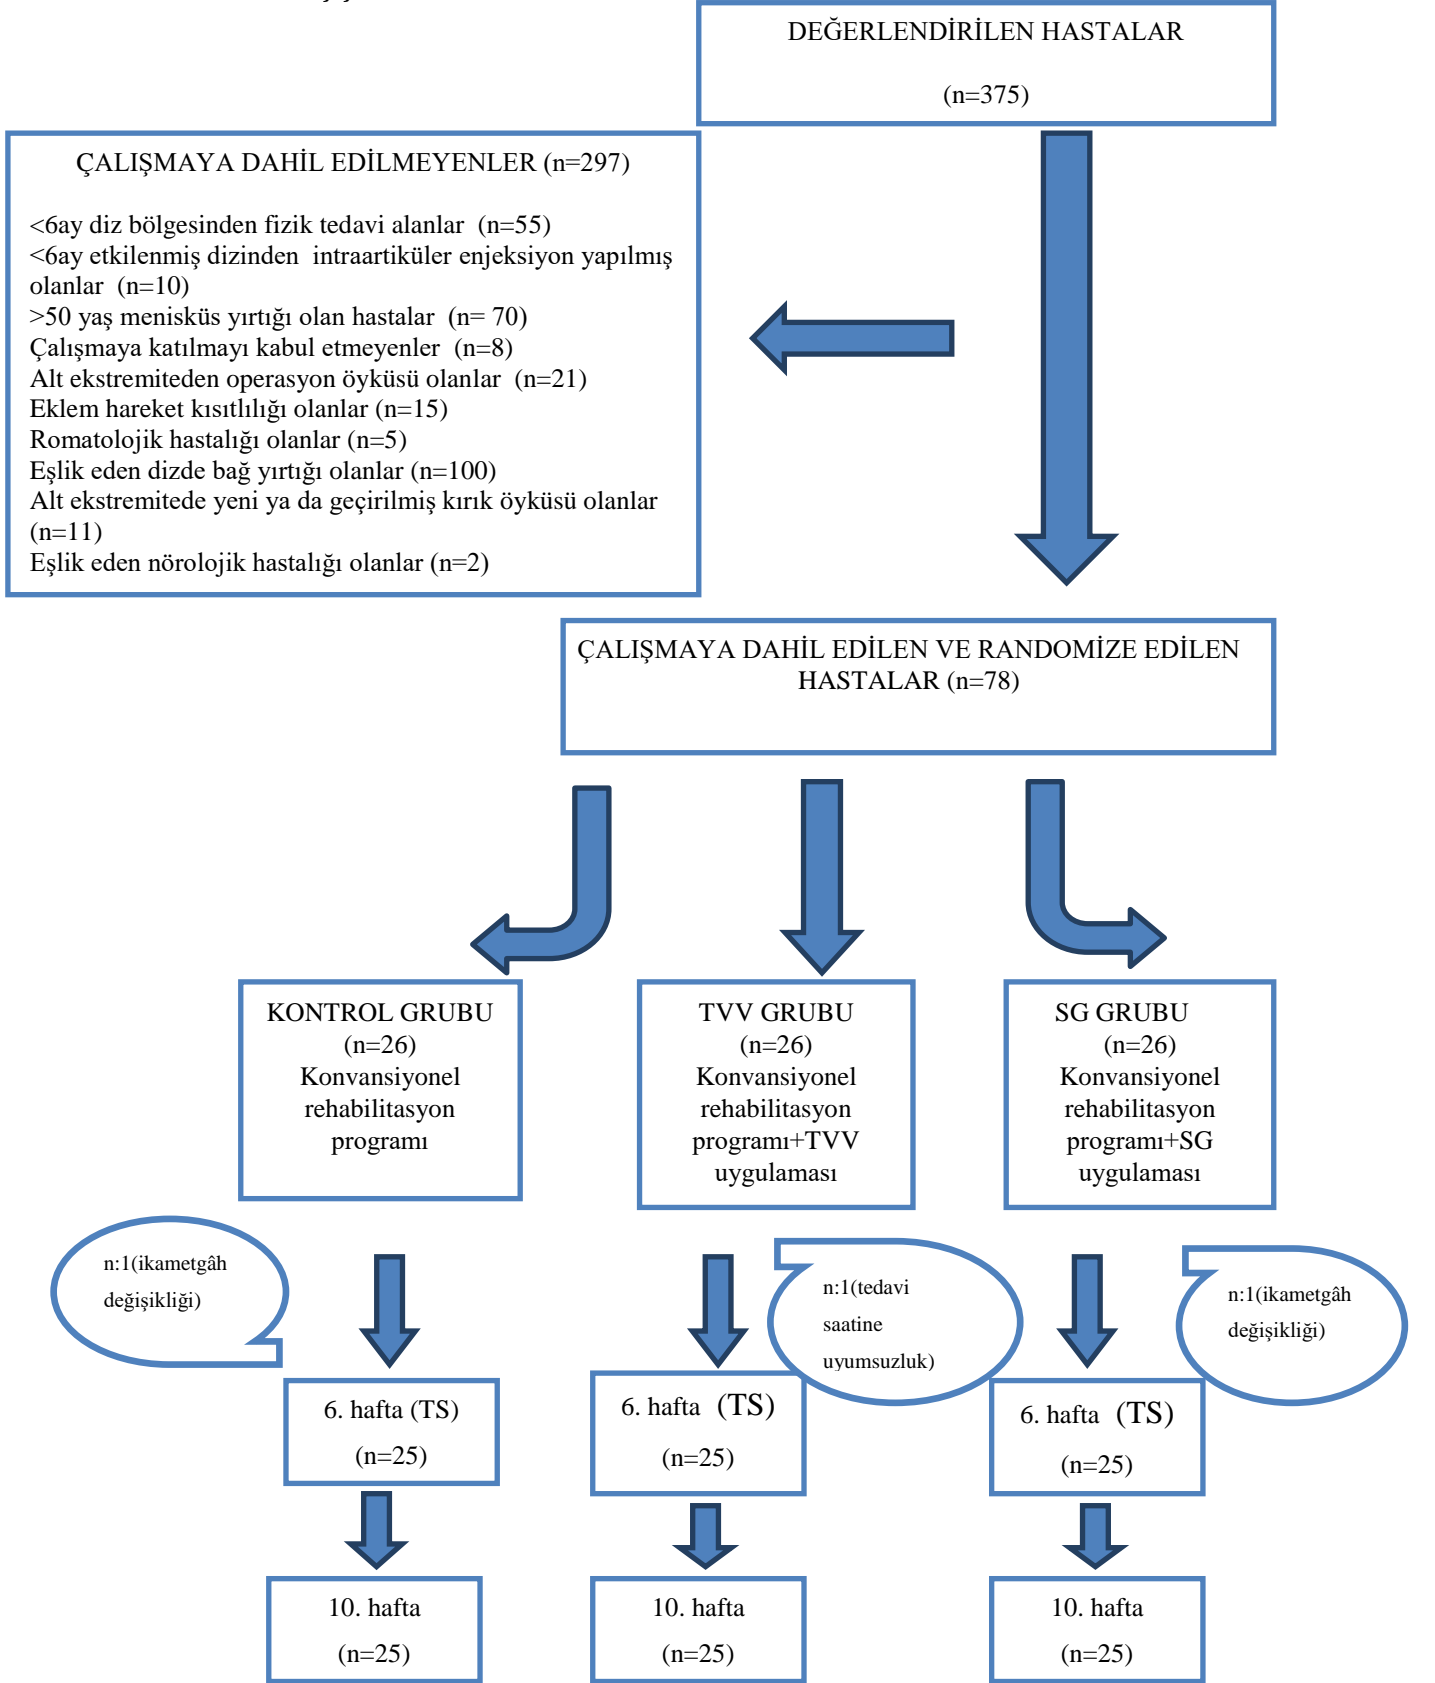 DEĞERLENDİRİLEN HASTALAR
(n=375)
ÇALIŞMAYA DAHİL EDİLMEYENLER (n=297)
<6ay diz bölgesinden fizik tedavi alanlar (n=55)
<6ay etkilenmiş dizinden intraartiküler enjeksiyon yapılmış
olanlar (n=10)
>50 yaş menisküs yırtığı olan hastalar (n= 70)
Çalışmaya katılmayı kabul etmeyenler (n=8)
Alt ekstremiteden operasyon öyküsü olanlar (n=21)
Eklem hareket kısıtlılığı olanlar (n=15)
Romatolojik hastalığı olanlar (n=5)
Eşlik eden dizde bağ yırtığı olanlar (n=100)
Alt ekstremitede yeni ya da geçirilmiş kırık öyküsü olanlar
(n=11)
Eşlik eden nörolojik hastalığı olanlar (n=2)
ÇALIŞMAYA DAHİL EDİLEN VE RANDOMİZE EDİLEN
HASTALAR (n=78)
KONTROL GRUBU
(n=26)
Konvansiyonel
rehabilitasyon
programı
TVV GRUBU
(n=26)
Konvansiyonel
rehabilitasyon
programı+TVV
uygulaması
SG GRUBU
(n=26)
Konvansiyonel
rehabilitasyon
programı+SG
uygulaması
n:1(ikametgâh
değişikliği)
n:1(tedavi
saatine
uyumsuzluk)
n:1(ikametgâh
değişikliği)
6. hafta (TS)
(n=25)
6. hafta (TS)
(n=25)
6. hafta (TS)
(n=25)
10. hafta
(n=25)
10. hafta
(n=25)
10. hafta
(n=25)